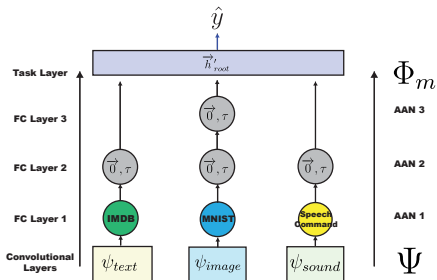 ŷ
Task Layer h⃗′root Φm
FC Layer 3 0⃗, τ AAN 3
FC Layer 2 0⃗, τ 0⃗, τ 0⃗, τ AAN 2
FC Layer 1 IMDB MNIST Speech Command AAN 1
Convolutional Layers ψtext ψimage ψsound Ψ